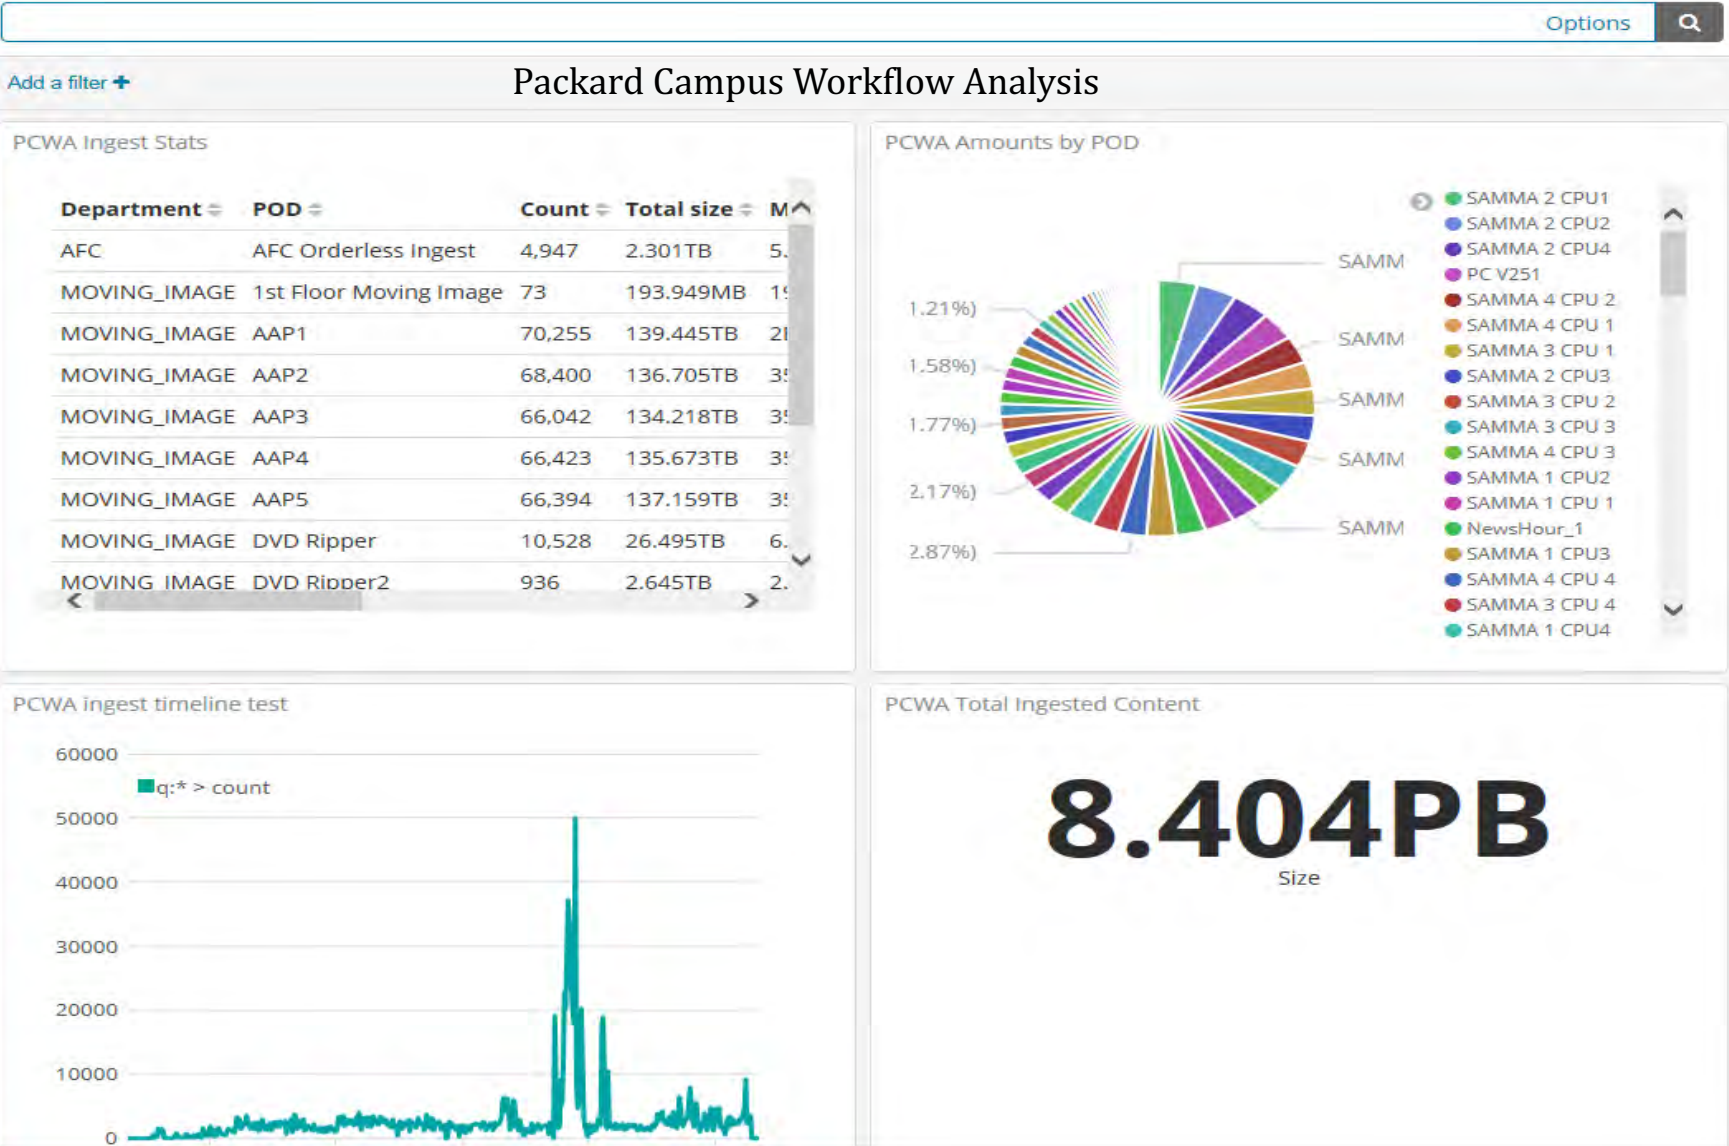 Options
Add a filter +
Packard Campus Workflow Analysis
PCWA Ingest Stats
Department POD Count Total size M
AFC AFC Orderless Ingest 4,947 2.301TB 5.
MOVING_IMAGE 1st Floor Moving Image 73 193.949MB 19
MOVING_IMAGE AAP1 70,255 139.445TB
MOVING_IMAGE AAP2 68,400 136.705TB
MOVING_IMAGE AAP3 66,042 134.218TB
MOVING_IMAGE AAP4 66,423 135.673TB
MOVING_IMAGE AAP5 66,394 137.159TB
MOVING_IMAGE DVD Ripper 10,528 26.495TB 6.
MOVING_IMAGE DVD Ripper2 936 2.645TB 2.
PCWA Amounts by POD
SAMM
SAMM
SAMM
SAMM
SAMM
1.21%)
1.58%)
1.77%)
2.17%)
2.87%)
SAMMA 2 CPU1
SAMMA 2 CPU2
SAMMA 2 CPU4
PC V251
SAMMA 4 CPU 2
SAMMA 4 CPU 1
SAMMA 3 CPU 1
SAMMA 2 CPU3
SAMMA 3 CPU 2
SAMMA 3 CPU 3
SAMMA 4 CPU 3
SAMMA 1 CPU2
SAMMA 1 CPU 1
NewsHour_1
SAMMA 1 CPU3
SAMMA 4 CPU 4
SAMMA 3 CPU 4
SAMMA 1 CPU4
PCWA ingest timeline test
60000
q:* > count
50000
40000
30000
20000
10000
0
PCWA Total Ingested Content
8.404PB
Size